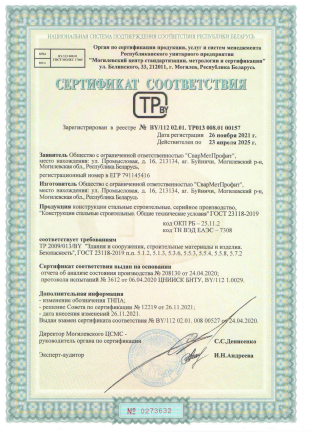 НАЦИОНАЛЬНАЯ СИСТЕМА ПОДТВЕРЖДЕНИЯ СООТВЕТСТВИЯ РЕСПУБЛИКИ БЕЛАРУСЬ
Орган по сертификации продукции, услуг и систем менеджмента
Республиканского унитарного предприятия
"Могилевский центр стандартизации, метрологии и сертификации"
ул. Белинского, 33, 212011, г. Могилев, Республика Беларусь
СЕРТИФИКАТ СООТВЕТСТВИЯ
ТР BY
Зарегистрирован в реестре № BY/112 02.01. ТР013 008.01 00157
Дата регистрации 26 ноября 2021 г.
Действителен по 23 апреля 2025 г.
Заявитель Общество с ограниченной ответственностью "СварМетПрофит",
место нахождения: ул. Промысловая, д. 16, 213134, аг. Буйничи, Могилевский р-н,
Могилевская обл., Республика Беларусь,
регистрационный номер в ЕГР 791145416
Изготовитель Общество с ограниченной ответственностью "СварМетПрофит",
место нахождения: ул. Промысловая, д. 16, 213134, аг. Буйничи, Могилевский р-н,
Могилевская обл., Республика Беларусь
Продукция конструкции стальные строительные, серийное производство,
"Конструкции стальные строительные. Общие технические условия" ГОСТ 23118-2019
код ОКП РБ – 25.11.2
код ТН ВЭД ЕАЭС – 7308
соответствует требованиям
ТР 2009/013/BY "Здания и сооружения, строительные материалы и изделия.
Безопасность", ГОСТ 23118-2019 п.п. 5.1.2, 5.1.3, 5.3.6, 5.5.3, 5.5.4, 5.5.8, 5.7.2
Сертификат соответствия выдан на основании
отчета об анализе состояния производства № 208130 от 24.04.2020;
протокола испытаний № 3612 от 06.04.2020 ЦНИИСК БНТУ, BY/112 1.0029.
Дополнительная информация
- изменение обозначения ТНПА;
- решение Совета по сертификации № 12219 от 26.11.2021;
- дата внесения изменений 26.11.2021.
Выдан взамен сертификата соответствия № BY/112 02.01. 008 00327 от 24.04.2020.
Директор Могилевского ЦСМС -
руководитель органа по сертификации
С.С.Денисенко
Эксперт-аудитор
И.Н.Андреева
№ 0273632